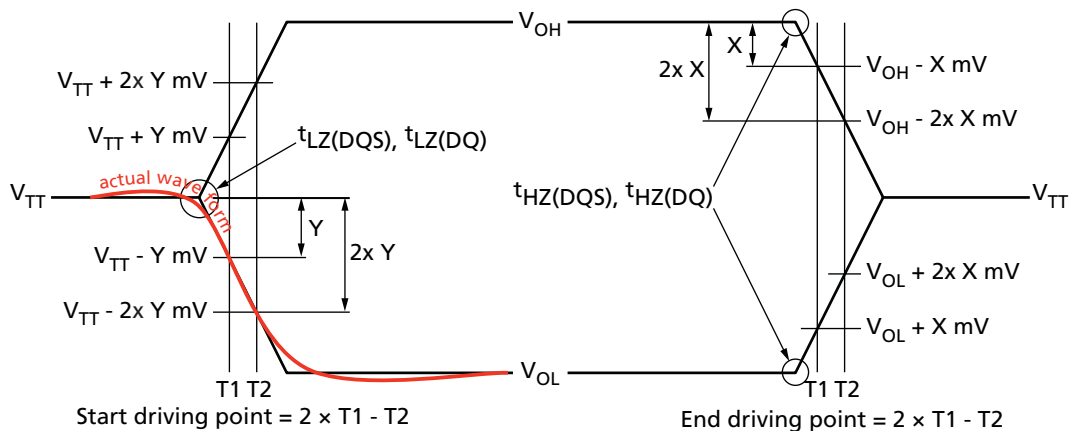 V_OH
X
2x X
V_OH - X mV
V_TT + 2x Y mV
V_OH - 2x X mV
V_TT + Y mV
t_LZ(DQS), t_LZ(DQ)
actual wave form
V_TT
t_HZ(DQS), t_HZ(DQ)
V_TT
Y
2x Y
V_TT - Y mV
V_OL + 2x X mV
V_TT - 2x Y mV
V_OL + X mV
V_OL
T1 T2
T1 T2
Start driving point = 2 × T1 - T2
End driving point = 2 × T1 - T2